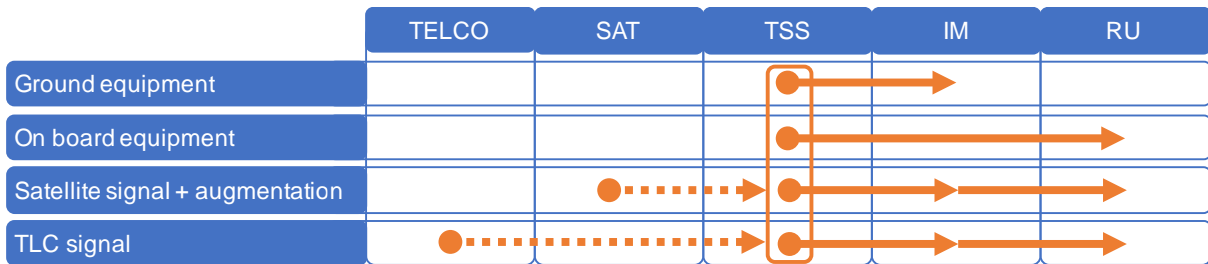 TELCO SAT TSS IM RU
Ground equipment
On board equipment
Satellite signal + augmentation
TLC signal